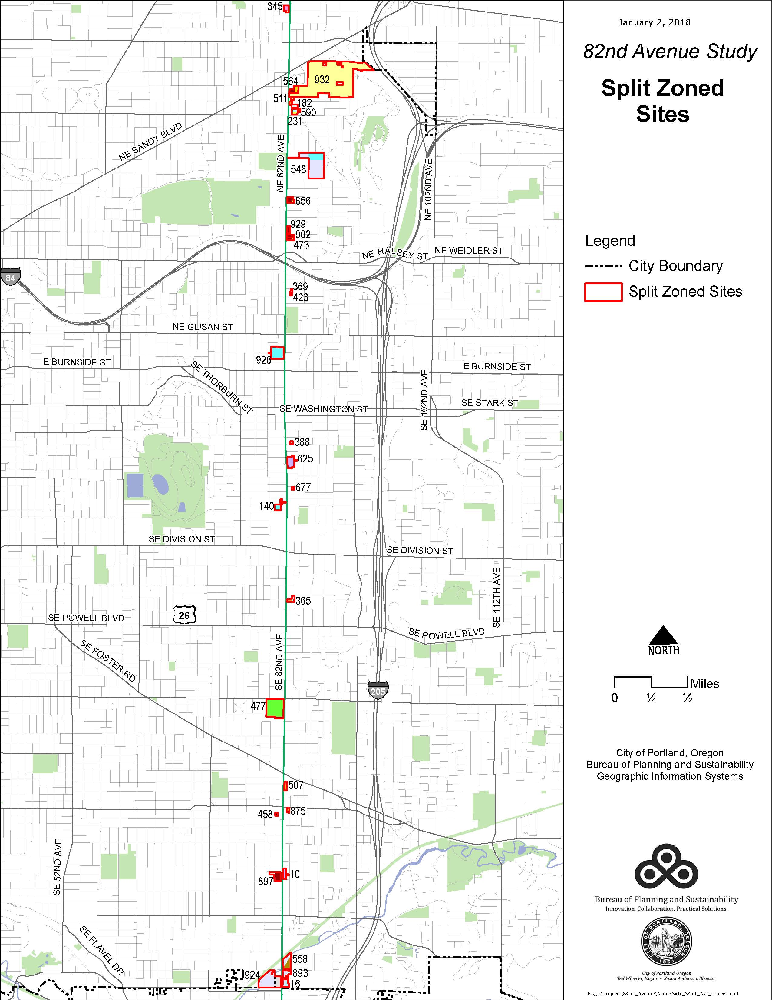 January 2, 2018
82nd Avenue Study
Split Zoned
Sites
Legend
City Boundary
Split Zoned Sites
NORTH
Miles
0 ¼ ½
City of Portland, Oregon
Bureau of Planning and Sustainability
Geographic Information Systems
Bureau of Planning and Sustainability
Innovation. Collaboration. Practical Solutions.
CITY OF PORTLAND, OREGON
1851
City of Portland, Oregon
Ted Wheeler, Mayor • Susan Anderson, Director
E:\gis\projects\82nd_Avenue\Maps\8x11_82nd_Ave_project.mxd
345
564
932
511
182
590
231
NE SANDY BLVD
NE 82ND AVE
548
NE 102ND AVE
856
929
902
473
NE HALSEY ST
NE WEIDLER ST
84
369
423
NE GLISAN ST
926
E BURNSIDE ST
E BURNSIDE ST
SE THORBURN ST
SE 102ND AVE
SE WASHINGTON ST
SE STARK ST
388
625
677
140
SE DIVISION ST
SE DIVISION ST
SE 112TH AVE
365
26
SE POWELL BLVD
SE POWELL BLVD
SE FOSTER RD
SE 82ND AVE
205
477
507
875
458
SE 52ND AVE
10
897
SE FLAVEL DR
558
924
893
16